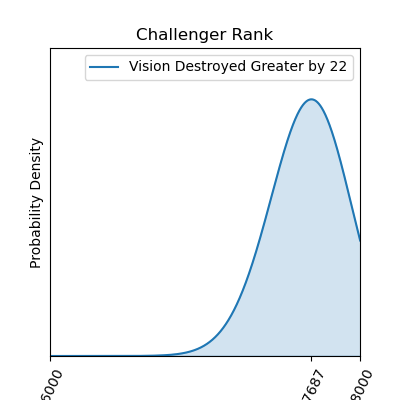 Challenger Rank
Vision Destroyed Greater by 22
Probability Density
7687
8000